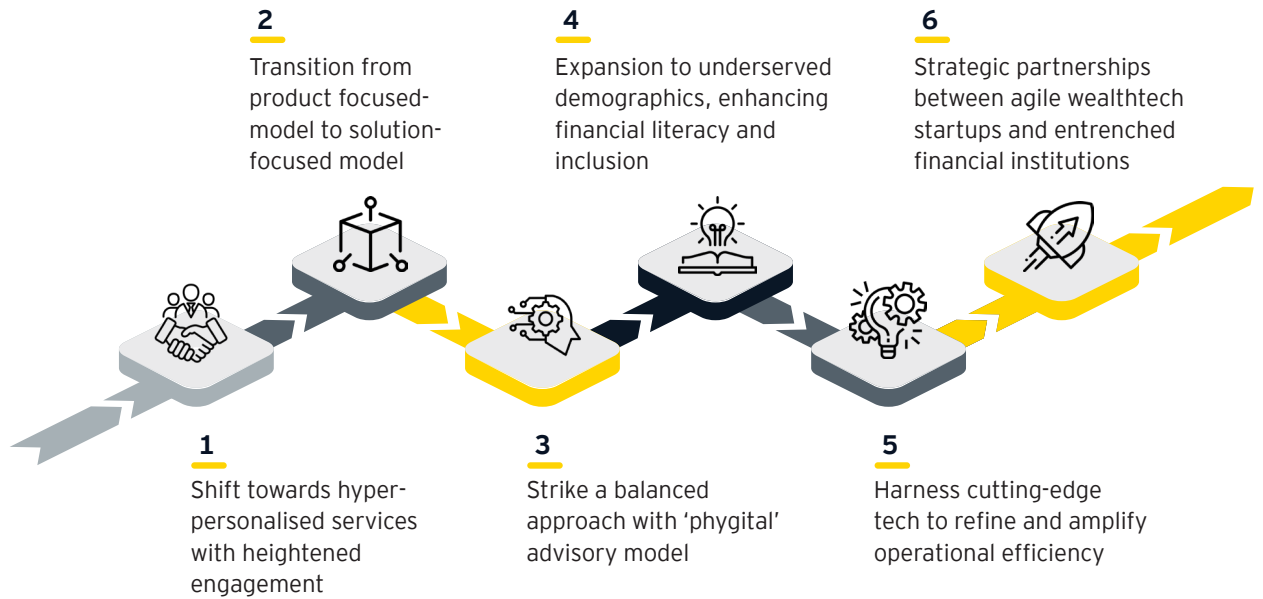 2
Transition from
product focused-
model to solution-
focused model
4
Expansion to underserved
demographics, enhancing
financial literacy and
inclusion
6
Strategic partnerships
between agile wealthtech
startups and entrenched
financial institutions
1
Shift towards hyper-
personalised services
with heightened
engagement
3
Strike a balanced
approach with ‘phygital’
advisory model
5
Harness cutting-edge
tech to refine and amplify
operational efficiency